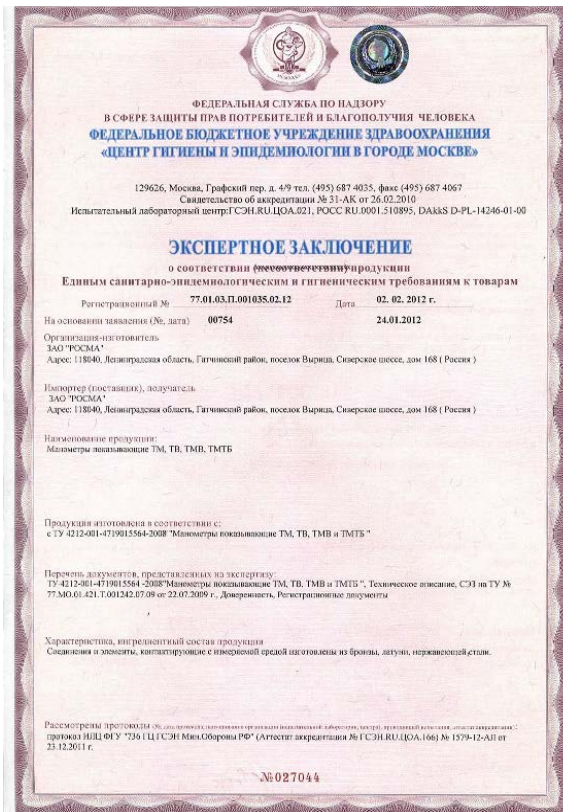 ФЕДЕРАЛЬНАЯ СЛУЖБА ПО НАДЗОРУ
В СФЕРЕ ЗАЩИТЫ ПРАВ ПОТРЕБИТЕЛЕЙ И БЛАГОПОЛУЧИЯ ЧЕЛОВЕКА
ФЕДЕРАЛЬНОЕ БЮДЖЕТНОЕ УЧРЕЖДЕНИЕ ЗДРАВООХРАНЕНИЯ
«ЦЕНТР ГИГИЕНЫ И ЭПИДЕМИОЛОГИИ В ГОРОДЕ МОСКВЕ»
129626, Москва, Графский пер. д. 4/9 тел. (495) 687 4035, факс (495) 687 4067
Свидетельство об аккредитации № 31-АК от 26.02.2010
Испытательный лабораторный центр:ГСЭН.RU.ЦОА.021, РОСС RU.0001.510895, DAkkS D-PL-14246-01-00
ЭКСПЕРТНОЕ ЗАКЛЮЧЕНИЕ
о соответствии (несоответствии) продукции
Единым санитарно-эпидемиологическим и гигиеническим требованиям к товарам
Регистрационный № 77.01.03.П.001035.02.12 Дата 02. 02. 2012 г.
На основании заявления (№, дата) 00754 24.01.2012
Организация-изготовитель
ЗАО "РОСМА"
Адрес: 118040, Ленинградская область, Гатчинский район, поселок Вырица, Сиверское шоссе, дом 168 ( Россия )
Импортер (поставщик), получатель
ЗАО "РОСМА"
Адрес: 118040, Ленинградская область, Гатчинский район, поселок Вырица, Сиверское шоссе, дом 168 ( Россия )
Наименование продукции:
Манометры показывающие ТМ, ТВ, ТМВ, ТМТБ
Продукция изготовлена в соответствии с:
с ТУ 4212-001-4719015564-2008 "Манометры показывающие ТМ, ТВ, ТМВ и ТМТБ "
Перечень документов, представленных на экспертизу:
ТУ-4212-001-4719015564 -2008"Манометры показывающие ТМ, ТВ, ТМВ и ТМТБ ", Техническое описание, СЭЗ на ТУ №
77.МО.01.421.Т.001242.07.09 от 22.07.2009 г., Доверенность, Регистрационные документы
Характеристика, ингредиентный состав продукции
Соединения и элементы, контактирующие с измеряемой средой изготовлены из бронзы, латуни, нержавеющей стали.
Рассмотрены протоколы
протокол ИЛЦ ФГУ "736 ГЦ ГСЭН Мин.Обороны РФ" (Аттестат аккредитации № ГСЭН.RU.ЦОА.166) № 1579-12-АЛ от
23.12.2011 г.
№027044